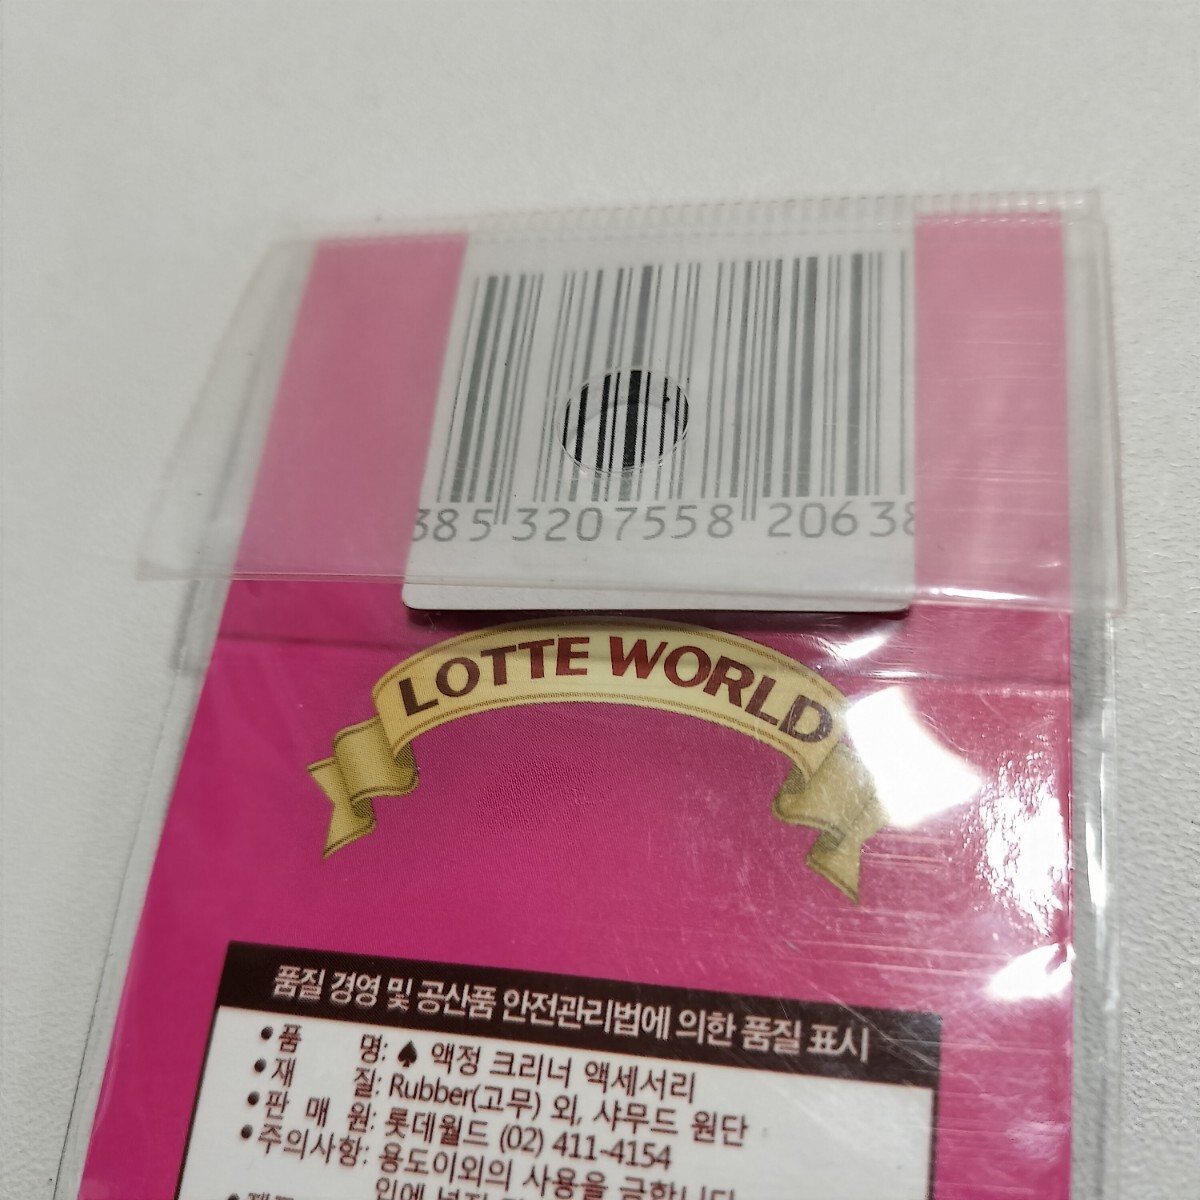 385 3207558 20638
LOTTE WORLD
품질 경영 및 공산품 안전관리법에 의한 품질 표시
•품 명: ♠ 액정 크리너 액세서리
•재 질: Rubber(고무) 외, 샤무드 원단
•판 매 원: 롯데월드 (02) 411-4154
•주의사항: 용도이외의 사용을 금합니다